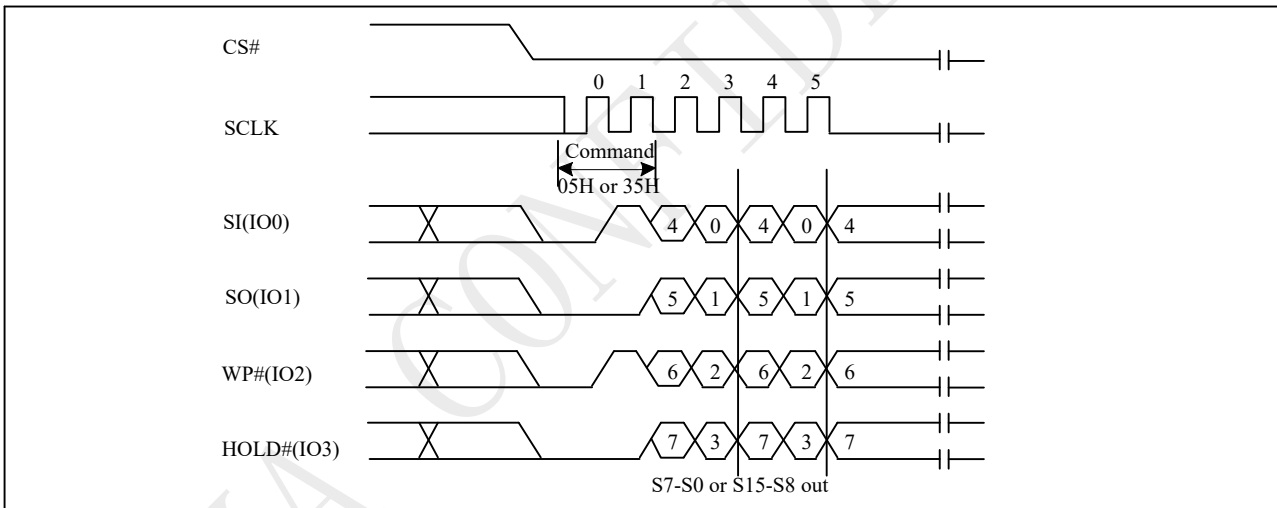 CS#
0 1 2 3 4 5
SCLK
Command
05H or 35H
SI(IO0) 4 0 4 0 4
SO(IO1) 5 1 5 1 5
WP#(IO2) 6 2 6 2 6
HOLD#(IO3) 7 3 7 3 7
S7-S0 or S15-S8 out